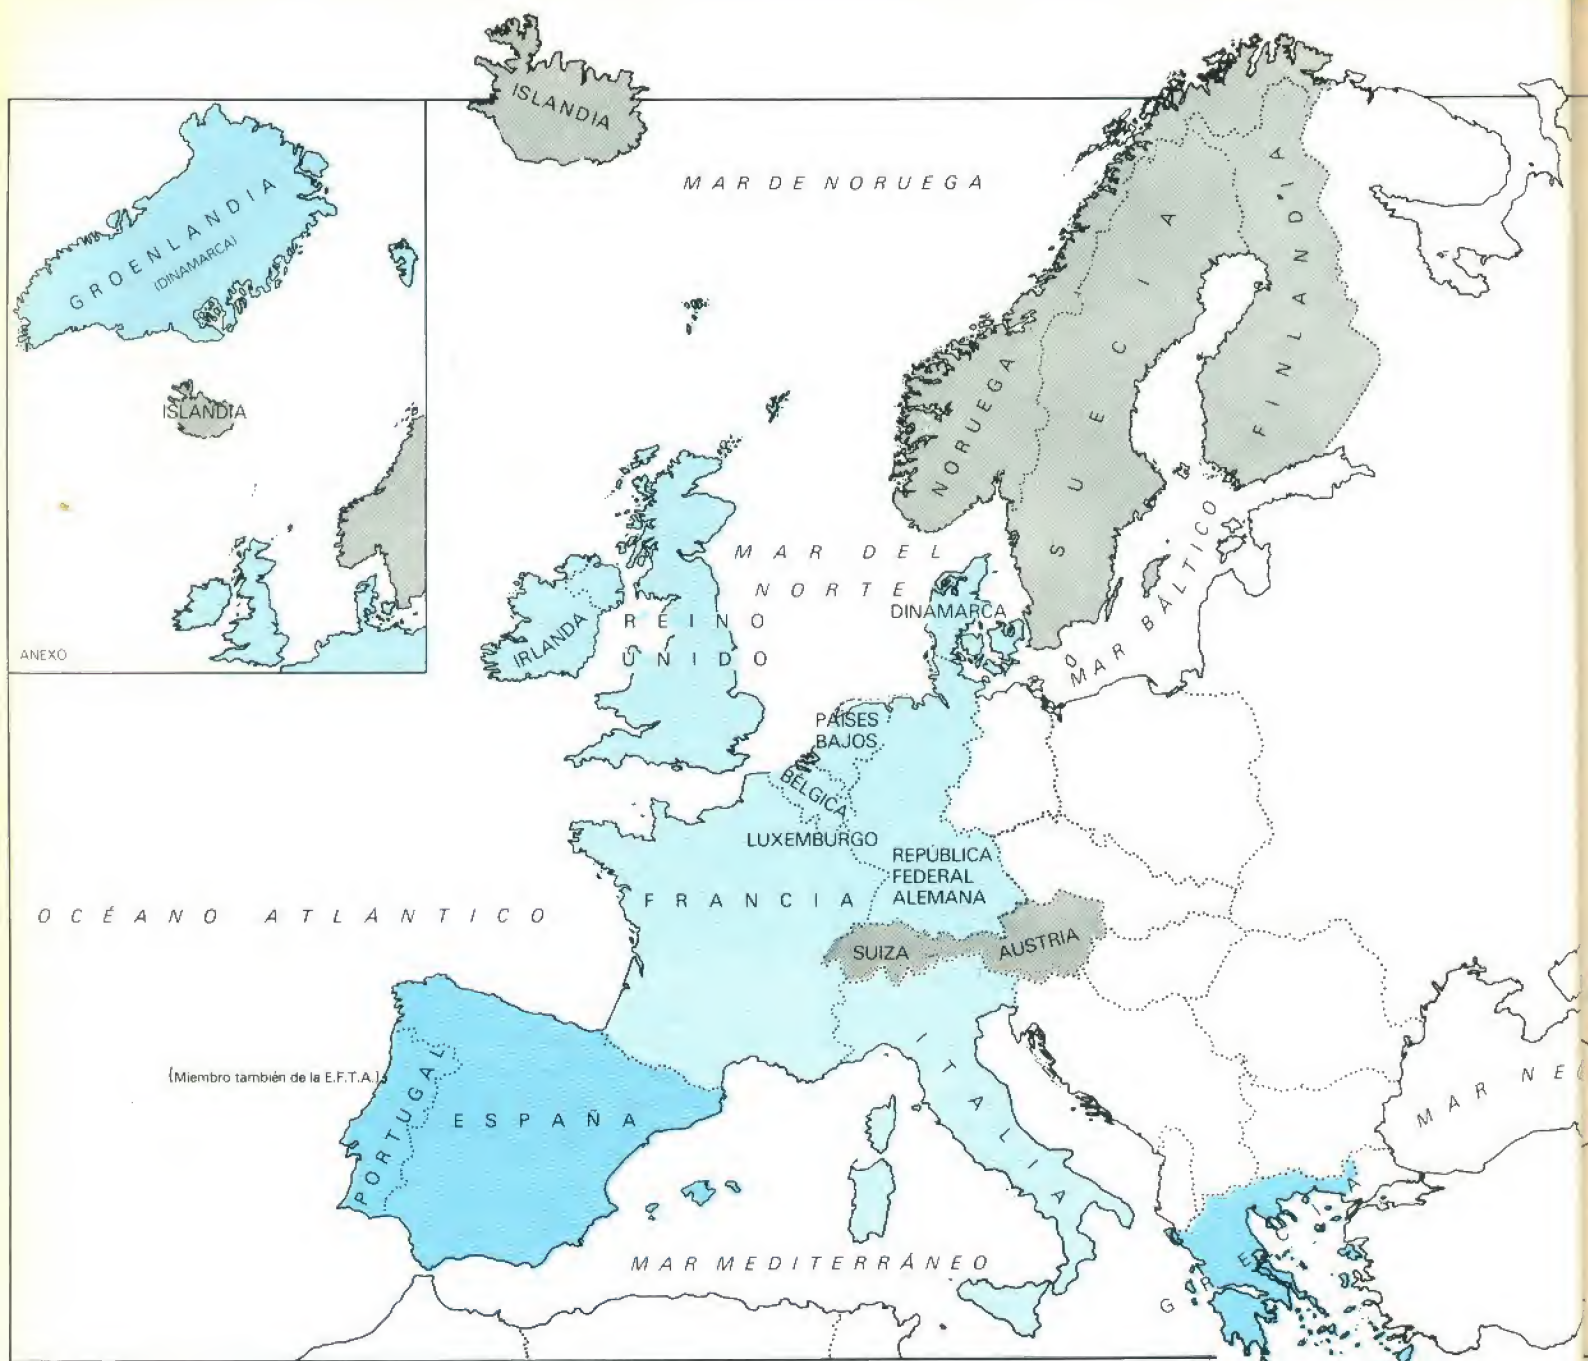 ISLANDIA
MAR DE NORUEGA
GROENLANDIA
(DINAMARCA)
ISLANDIA
ANEXO
NORUEGA
SUECIA
FINLANDIA
MAR DEL
NORTE
MAR BÁLTICO
DINAMARCA
IRLANDA
REINO
UNIDO
PAÍSES
BAJOS
BÉLGICA
LUXEMBURGO
REPÚBLICA
FEDERAL
ALEMANA
FRANCIA
OCÉANO ATLÁNTICO
SUIZA
AUSTRIA
ITALIA
(Miembro también de la E.F.T.A.)
PORTUGAL
ESPAÑA
MAR NE
MAR MEDITERRÁNEO
GRECIA